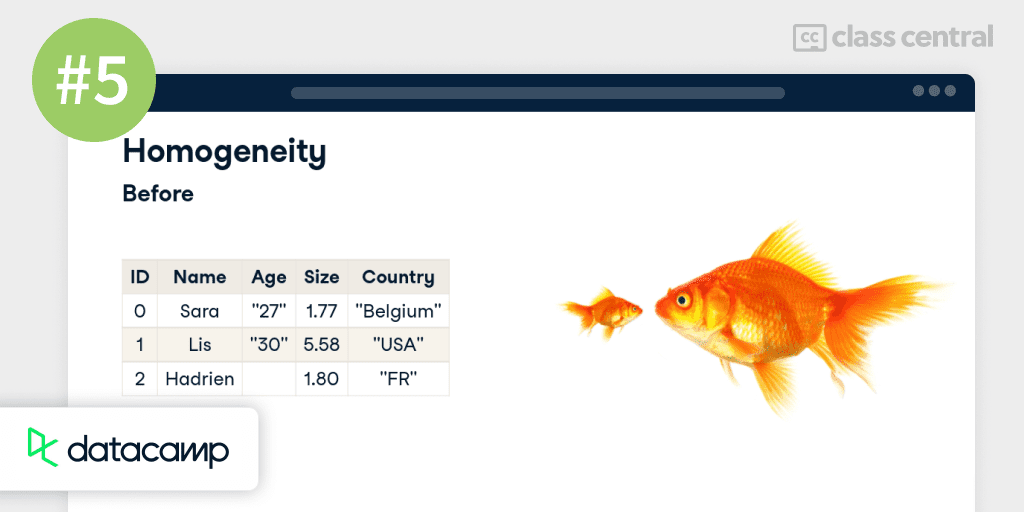 #5
cc class central
Homogeneity
Before
ID Name Age Size Country
0 Sara "27" 1.77 "Belgium"
1 Lis "30" 5.58 "USA"
2 Hadrien 1.80 "FR"
datacamp